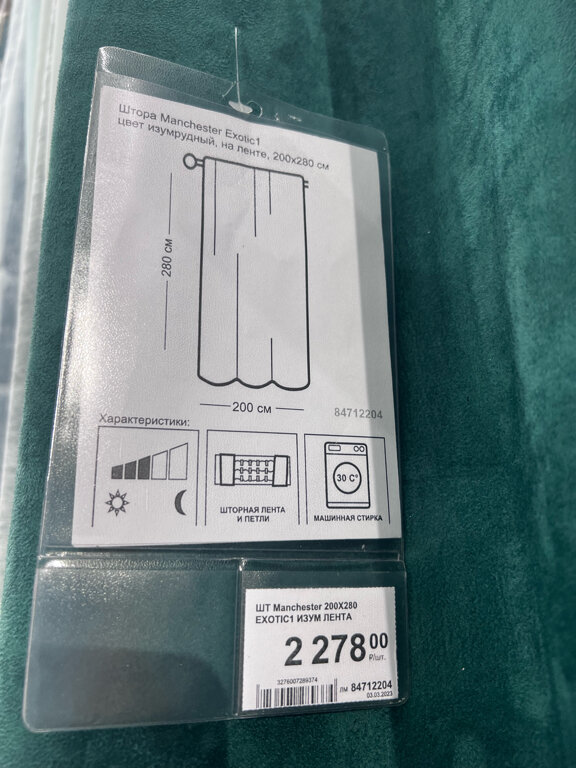 Штора Manchester Exotic1
цвет изумрудный, на ленте, 200х280 см
280 см
200 см
84712204
Характеристики:
ШТОРНАЯ ЛЕНТА
И ПЕТЛИ
30 C°
МАШИННАЯ СТИРКА
ШТ Manchester 200X280
EXOTIC1 ИЗУМ ЛЕНТА
2 278 00
₽/шт.
3276007289374
ЛМ 84712204
03.03.2023